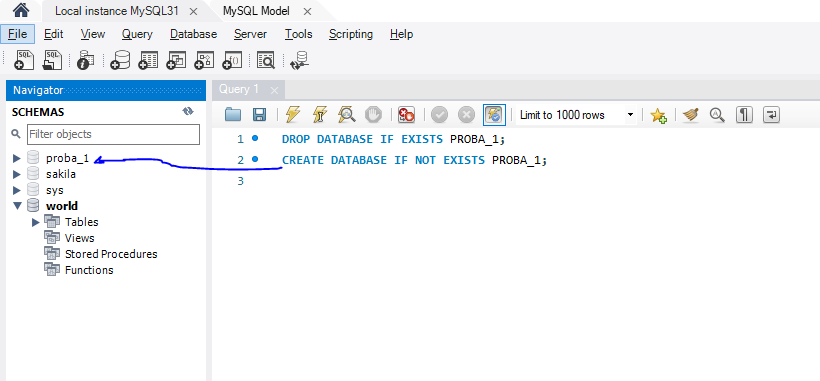 Local instance MySQL31 × MySQL Model ×
File Edit View Query Database Server Tools Scripting Help
Navigator
SCHEMAS
Filter objects
proba_1
sakila
sys
world
Tables
Views
Stored Procedures
Functions
Query 1 ×
Limit to 1000 rows
1 DROP DATABASE IF EXISTS PROBA_1;
2 CREATE DATABASE IF NOT EXISTS PROBA_1;
3